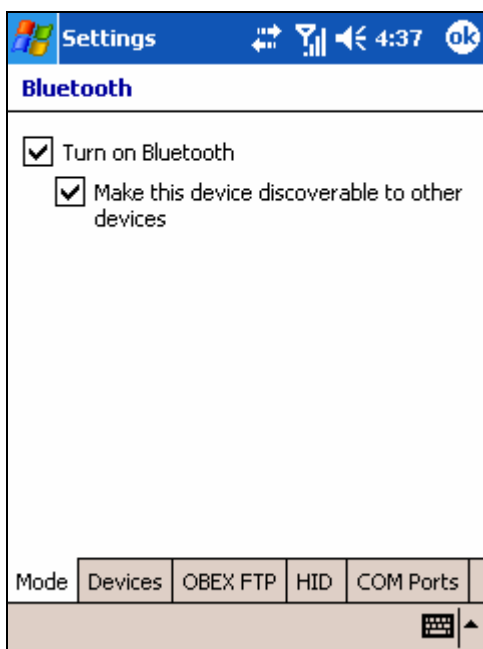 Settings 4:37 ok
Bluetooth
Turn on Bluetooth
Make this device discoverable to other
devices
Mode Devices OBEX FTP HID COM Ports